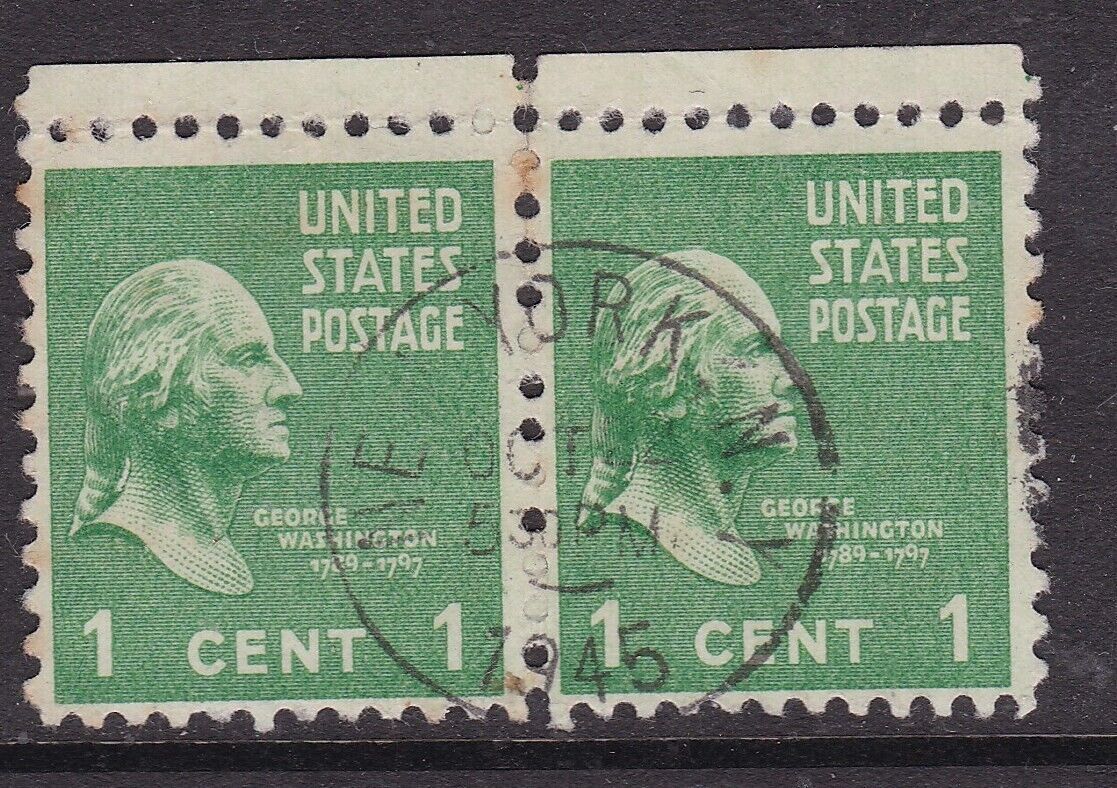 UNITED
STATES
POSTAGE
GEORGE
WASHINGTON
1789-1797
1 CENT 1
UNITED
STATES
POSTAGE
GEORGE
WASHINGTON
1789-1797
1 CENT 1
YORK, N.Y.
OCT
PM
1945